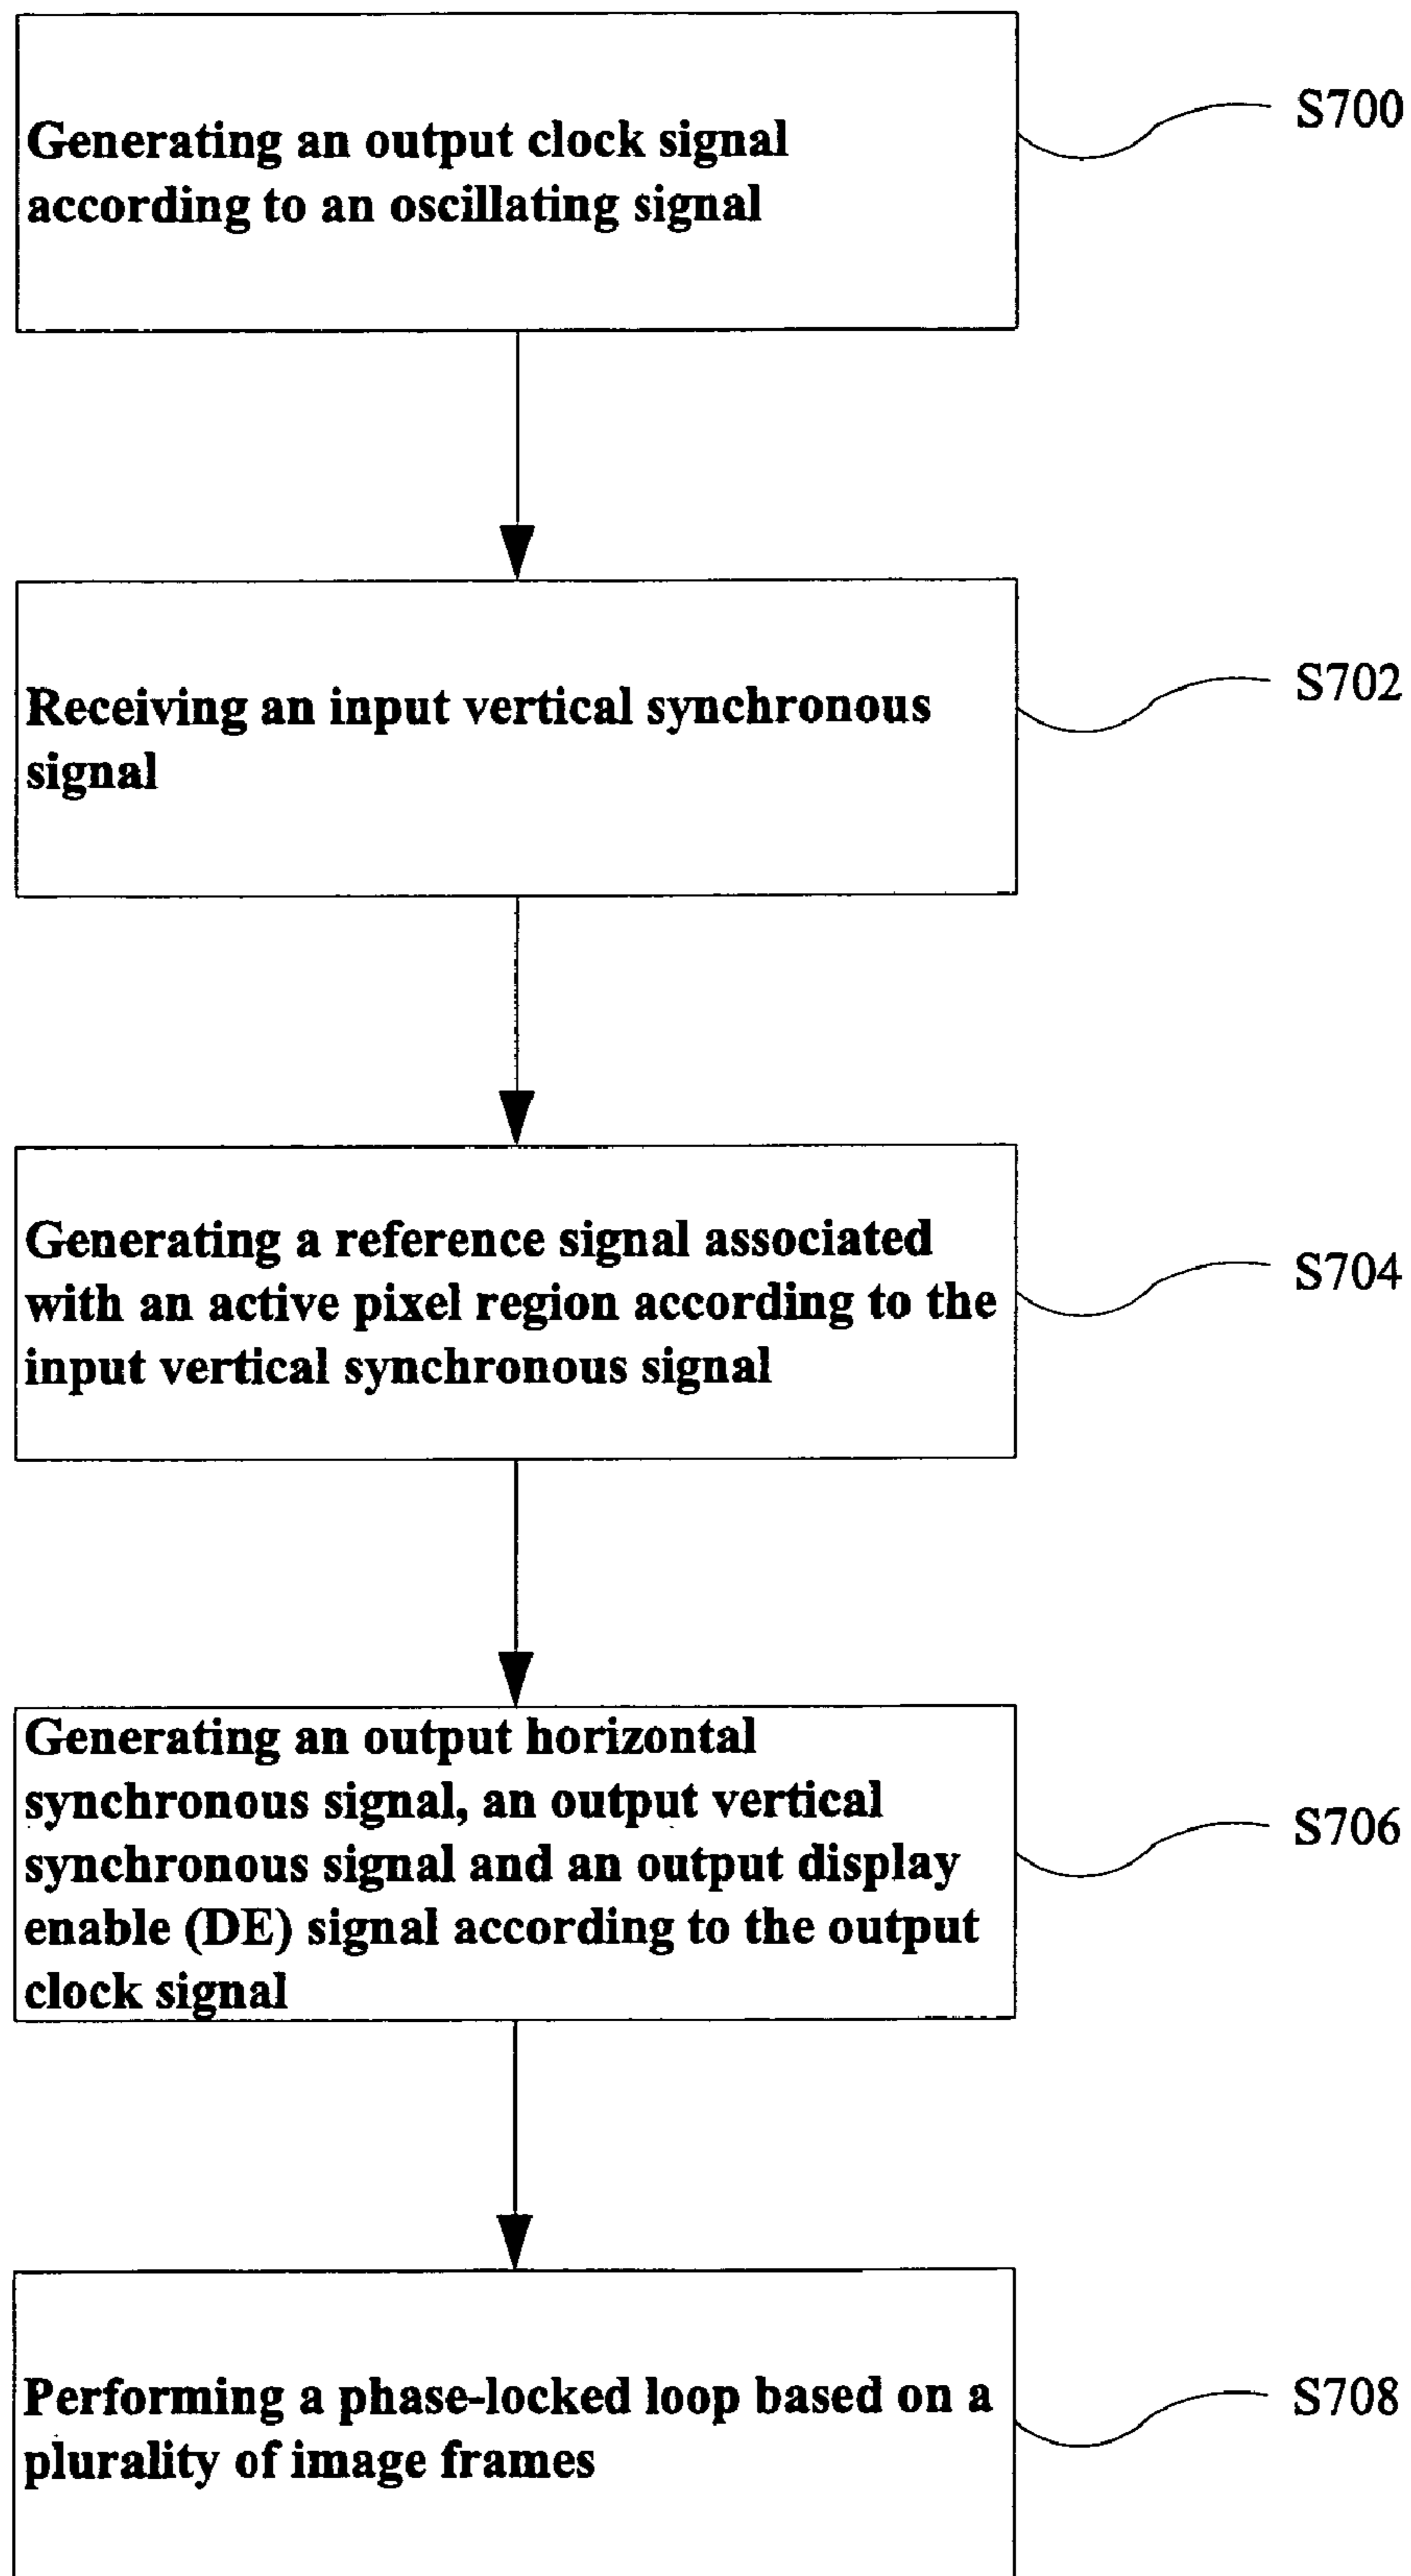 Generating an output clock signal
according to an oscillating signal
S700
Receiving an input vertical synchronous
signal
S702
Generating a reference signal associated
with an active pixel region according to the
input vertical synchronous signal
S704
Generating an output horizontal
synchronous signal, an output vertical
synchronous signal and an output display
enable (DE) signal according to the output
clock signal
S706
Performing a phase-locked loop based on a
plurality of image frames
S708